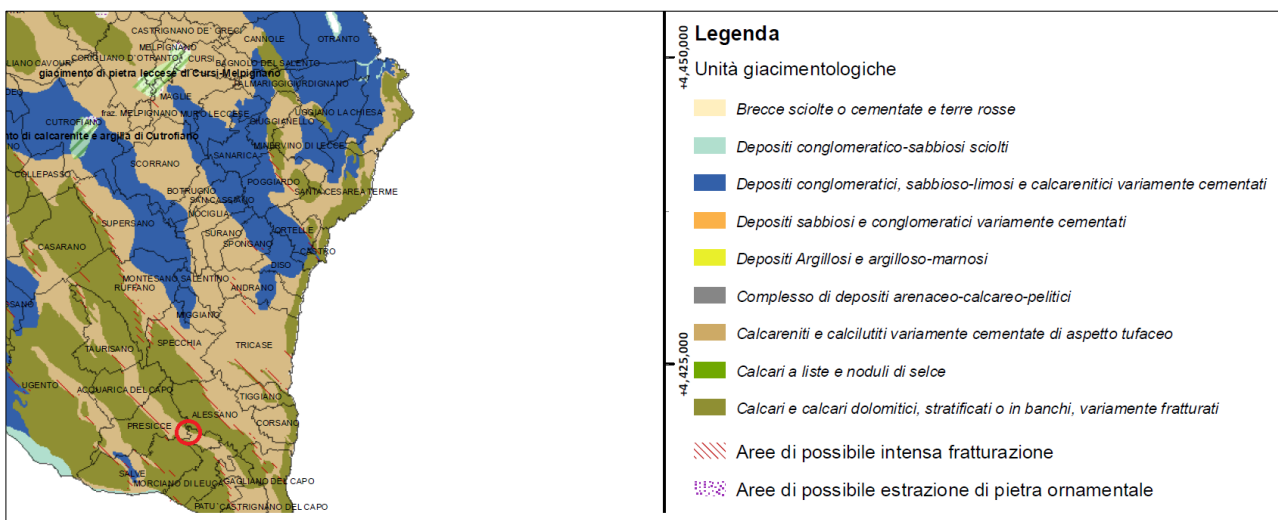 CASTRIGNANO DE` GRECI
CANNOLE
OTRANTO
MELPIGNANO
LIANO CAVOUR
CORIGLIANO D'OTRANTO
CURSI
BAGNOLO DEL SALENTO
giacimento di pietra leccese di Cursi-Melpignano
PALMARIGGI
GIURDIGNANO
MAGLIE
fraz. MELPIGNANO
MURO LECCESE
UGGIANO LA CHIESA
CUTROFIANO
GIUGGIANELLO
nto di calcarenite e argilla di Cutrofiano
MINERVINO DI LECCE
SCORRANO
SANARICA
COLLEPASSO
POGGIARDO
BOTRUGNO
SANTA CESAREA TERME
SAN CASSIANO
NOCIGLIA
SUPERSANO
SURANO
ORTELLE
SPONGANO
CASARANO
CASTRO
DISO
MONTESANO SALENTINO
RUFFANO
ANDRANO
ASANO
MIGGIANO
SPECCHIA
TRICASE
TAURISANO
UGENTO
ACQUARICA DEL CAPO
TIGGIANO
ALESSANO
PRESICCE
CORSANO
SALVE
MORCIANO DI LEUCA
GAGLIANO DEL CAPO
PATU`
CASTRIGNANO DEL CAPO
+4,450,000
+4,425,000
Legenda
Unità giacimentologiche
Brecce sciolte o cementate e terre rosse
Depositi conglomeratico-sabbiosi sciolti
Depositi conglomeratici, sabbioso-limosi e calcarenitici variamente cementati
Depositi sabbiosi e conglomeratici variamente cementati
Depositi Argillosi e argilloso-marnosi
Complesso di depositi arenaceo-calcareo-pelitici
Calcareniti e calcilutiti variamente cementate di aspetto tufaceo
Calcari a liste e noduli di selce
Calcari e calcari dolomitici, stratificati o in banchi, variamente fratturati
Aree di possibile intensa fratturazione
Aree di possibile estrazione di pietra ornamentale